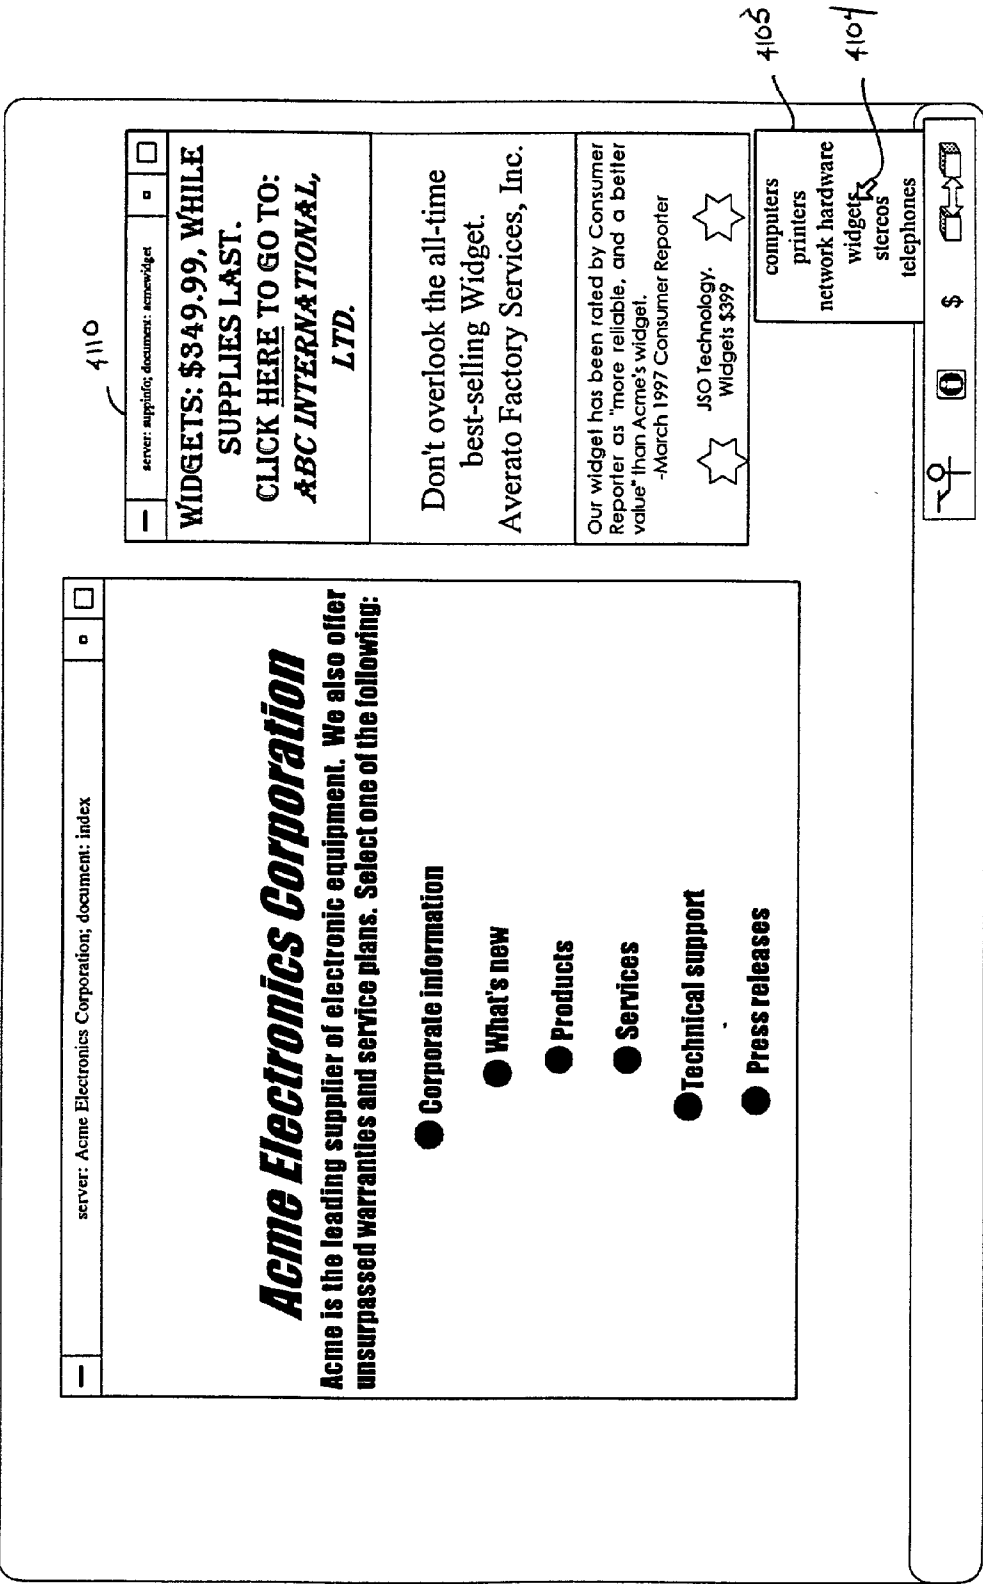 server: Acme Electronics Corporation; document: index
Acme Electronics Corporation
Acme is the leading supplier of electronic equipment. We also offer
unsurpassed warranties and service plans. Select one of the following:
Corporate information
What's new
Products
Services
Technical support
Press releases
4110
server: suppinfo; document: acmewidget
WIDGETS: $349.99, WHILE
SUPPLIES LAST.
CLICK HERE TO GO TO:
ABC INTERNATIONAL,
LTD.
Don't overlook the all-time
best-selling Widget.
Averato Factory Services, Inc.
Our widget has been rated by Consumer
Reporter as "more reliable, and a better
value" than Acme's widget.
-March 1997 Consumer Reporter
JSO Technology.
Widgets $399
4105
computers
printers
network hardware
widgets
stereos
telephones
4104
0
$